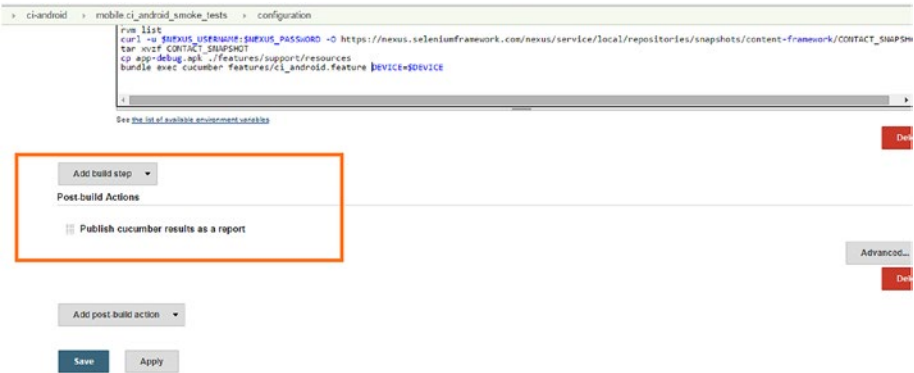 ci-android > mobile.ci_android_smoke_tests > configuration
rvm list
curl -u $NEXUS_USERNAME:$NEXUS_PASSWORD -O https://nexus.seleniumframework.com/nexus/service/local/repositories/snapshots/content-framework/CONTACT_SNAPSH
tar xvzf CONTACT_SNAPSHOT
cp app-debug.apk ./features/support/resources
bundle exec cucumber features/ci_android.feature DEVICE=$DEVICE
See the list of available environment variables
Del
Add build step
Post-build Actions
Publish cucumber results as a report
Advanced...
Del
Add post-build action
Save Apply